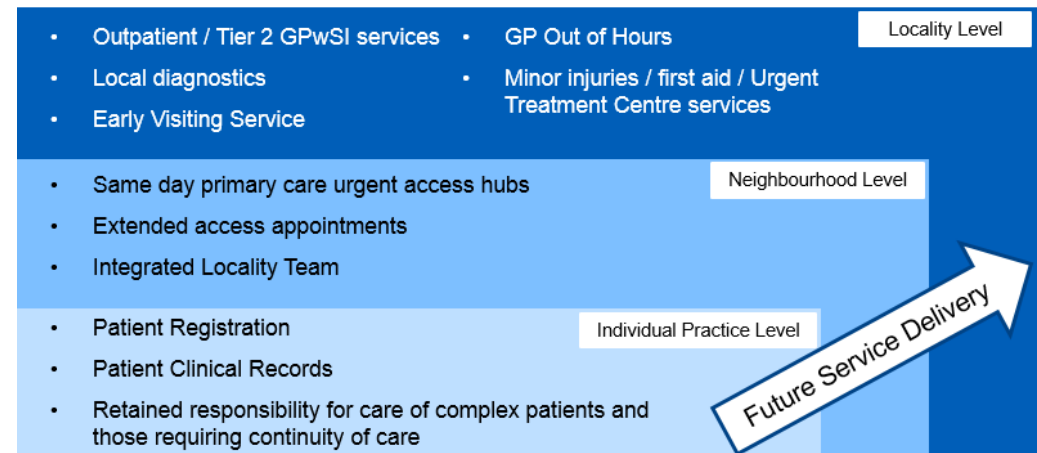 • Outpatient / Tier 2 GPwSI services
• Local diagnostics
• Early Visiting Service
• GP Out of Hours
• Minor injuries / first aid / Urgent
Treatment Centre services
Locality Level
• Same day primary care urgent access hubs
• Extended access appointments
• Integrated Locality Team
Neighbourhood Level
• Patient Registration
• Patient Clinical Records
• Retained responsibility for care of complex patients and
those requiring continuity of care
Individual Practice Level
Future Service Delivery